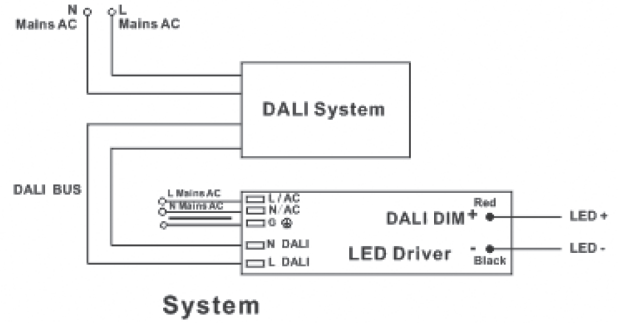 N L
Mains AC Mains AC
DALI System
DALI BUS
L Mains AC
N Mains AC
L/AC
N/AC
G
N DALI
L DALI
DALI DIM
LED Driver
Red
+
-
Black
LED +
LED -
System